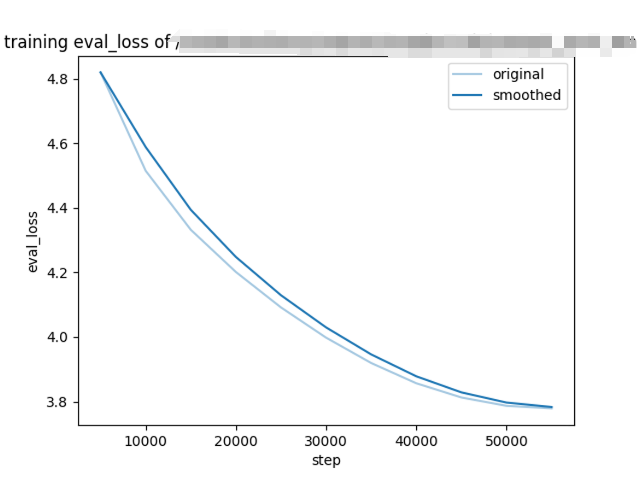 training eval_loss of /
original
smoothed
4.8
4.6
4.4
4.2
4.0
3.8
eval_loss
10000 20000 30000 40000 50000
step